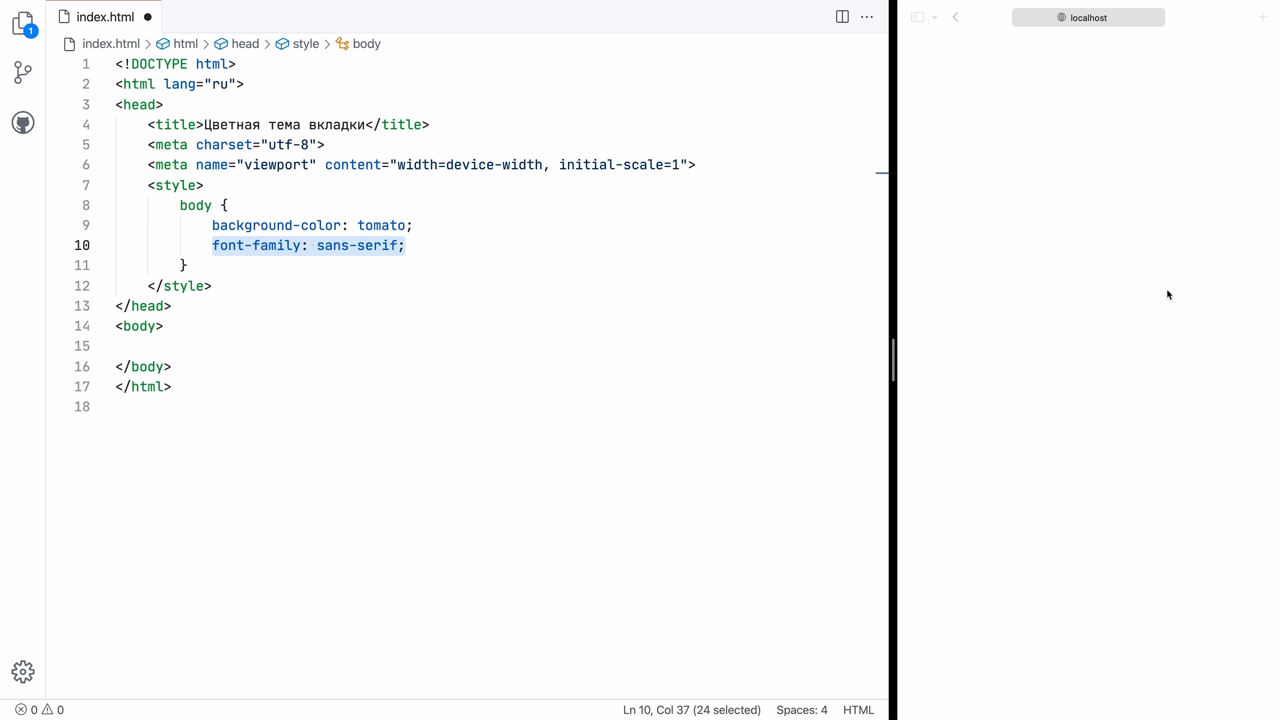 index.html
localhost
1
index.html html head style body
1 <!DOCTYPE html>
2 <html lang="ru">
3 <head>
4 <title>Цветная тема вкладки</title>
5 <meta charset="utf-8">
6 <meta name="viewport" content="width=device-width, initial-scale=1">
7 <style>
8 body {
9 background-color: tomato;
10 font-family: sans-serif;
11 }
12 </style>
13 </head>
14 <body>
15
16 </body>
17 </html>
18
0 0 Ln 10, Col 37 (24 selected) Spaces: 4 HTML